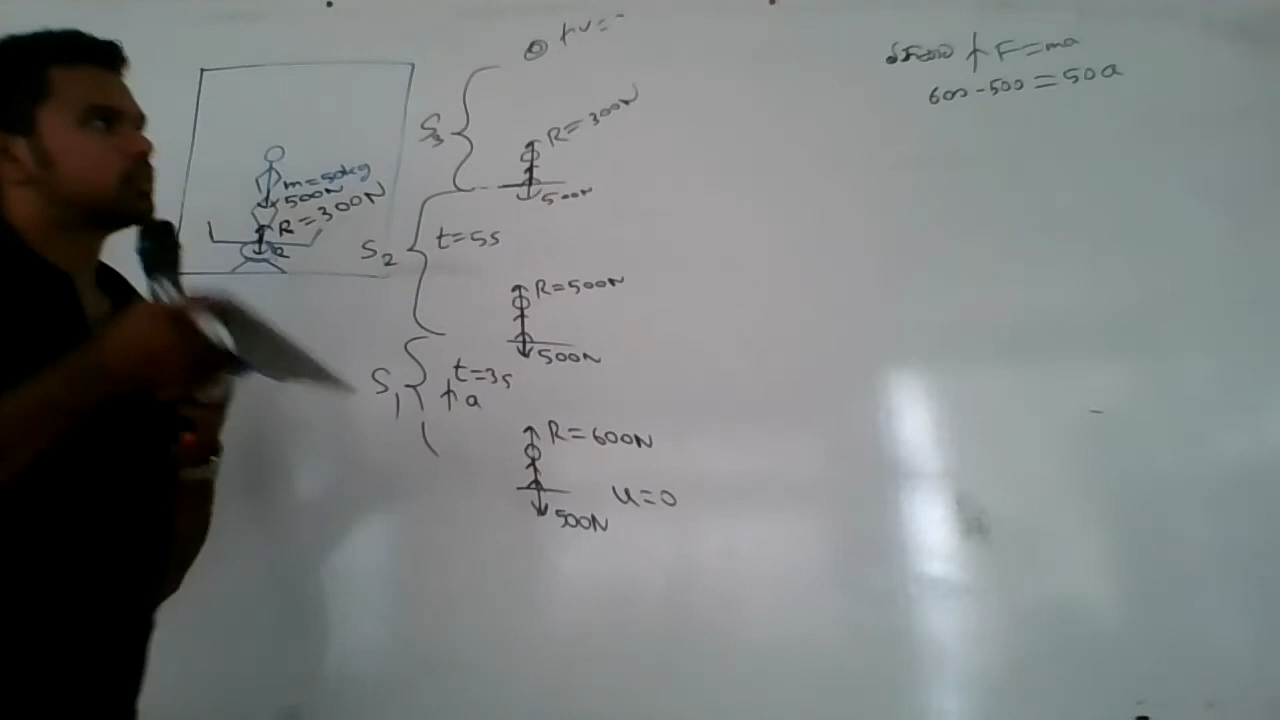 m=50kg
500N
R=300N
R
S3
R=300N
500N
S2
t=5s
R=500N
500N
S1
t=3s
↑a
R=600N
u=0
500N
↑ F=ma
600-500=50a